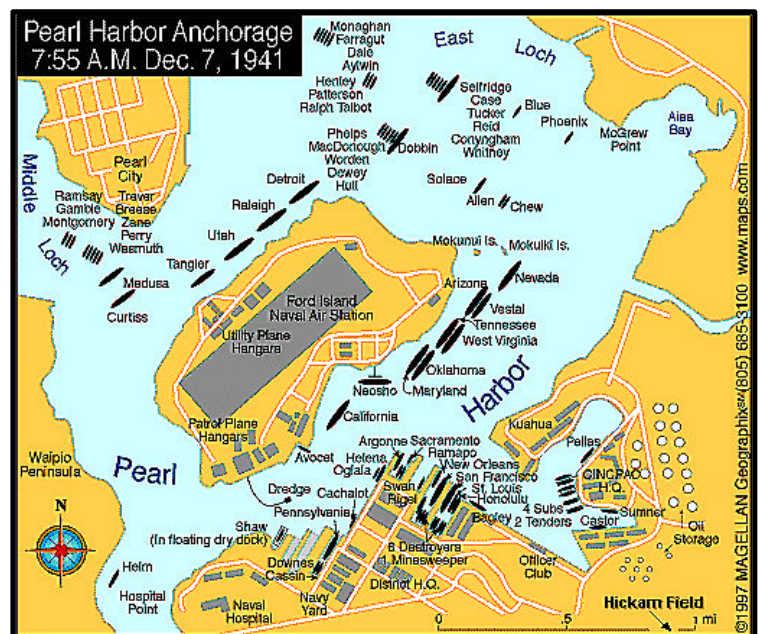 Pearl Harbor Anchorage
7:55 A.M. Dec. 7, 1941
Monaghan
Farragut
Dale
Aylwin
Henley
Patterson
Ralph Talbot
East
Loch
Selfridge
Case
Tucker
Reid
Conyngham
Whitney
Blue
Phoenix
McGrew
Point
Aiea
Bay
Phelps
MacDonough
Worden
Dewey
Hull
Dobbin
Solace
Allen
Chew
Middle
Loch
Pearl
City
Ramsay
Gamble
Montgomery
Trever
Breese
Zane
Perry
Wasmuth
Medusa
Curtiss
Detroit
Raleigh
Utah
Tangier
Mokunui Is.
Mokuiki Is.
Nevada
Arizona
Vestal
Tennessee
West Virginia
Oklahoma
Maryland
Ford Island
Naval Air Station
Utility Plane
Hangars
Neosho
California
Patrol Plane
Hangars
Avocet
Pearl
Harbor
Waipio
Peninsula
N
Dredge
Cachalot
Pennsylvania
Argonne
Sacramento
Helena
Ramapo
Oglala
New Orleans
San Francisco
St. Louis
Honolulu
Swan
Rigel
Bagley
Kuahua
Pelias
CINCPAC
H.Q.
4 Subs
2 Tenders
Castor
Sumner
Oil
Storage
Shaw
(In floating dry dock)
Downes
Cassin
6 Destroyers
1 Minesweeper
Officer
Club
District H.Q.
Navy
Yard
Naval
Hospital
Helm
Hospital
Point
Hickam Field
0 .5 1 mi
©1997 MAGELLAN Geographix℠ (805) 685-3100 www.maps.com